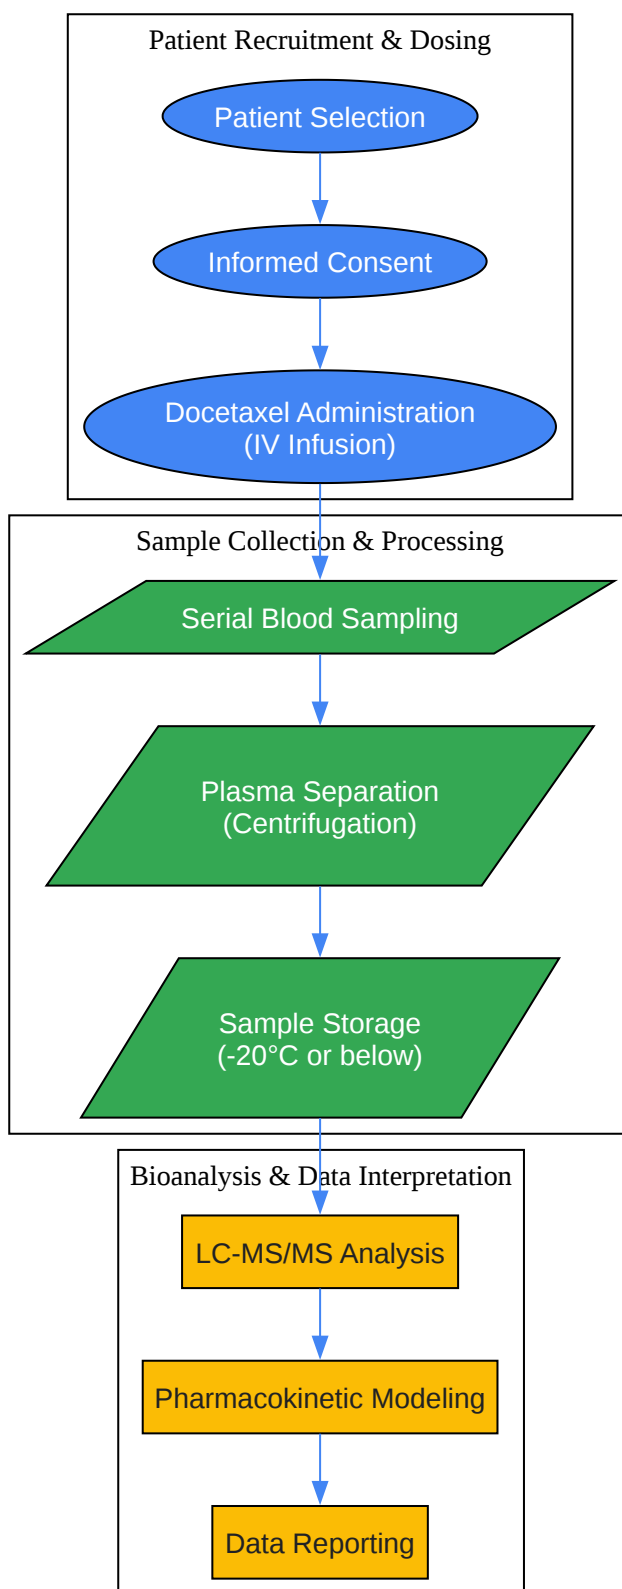 Patient Recruitment & Dosing
Patient Selection
Informed Consent
Docetaxel Administration
(IV Infusion)
Sample Collection & Processing
Serial Blood Sampling
Plasma Separation
(Centrifugation)
Sample Storage
(-20°C or below)
Bioanalysis & Data Interpretation
LC-MS/MS Analysis
Pharmacokinetic Modeling
Data Reporting